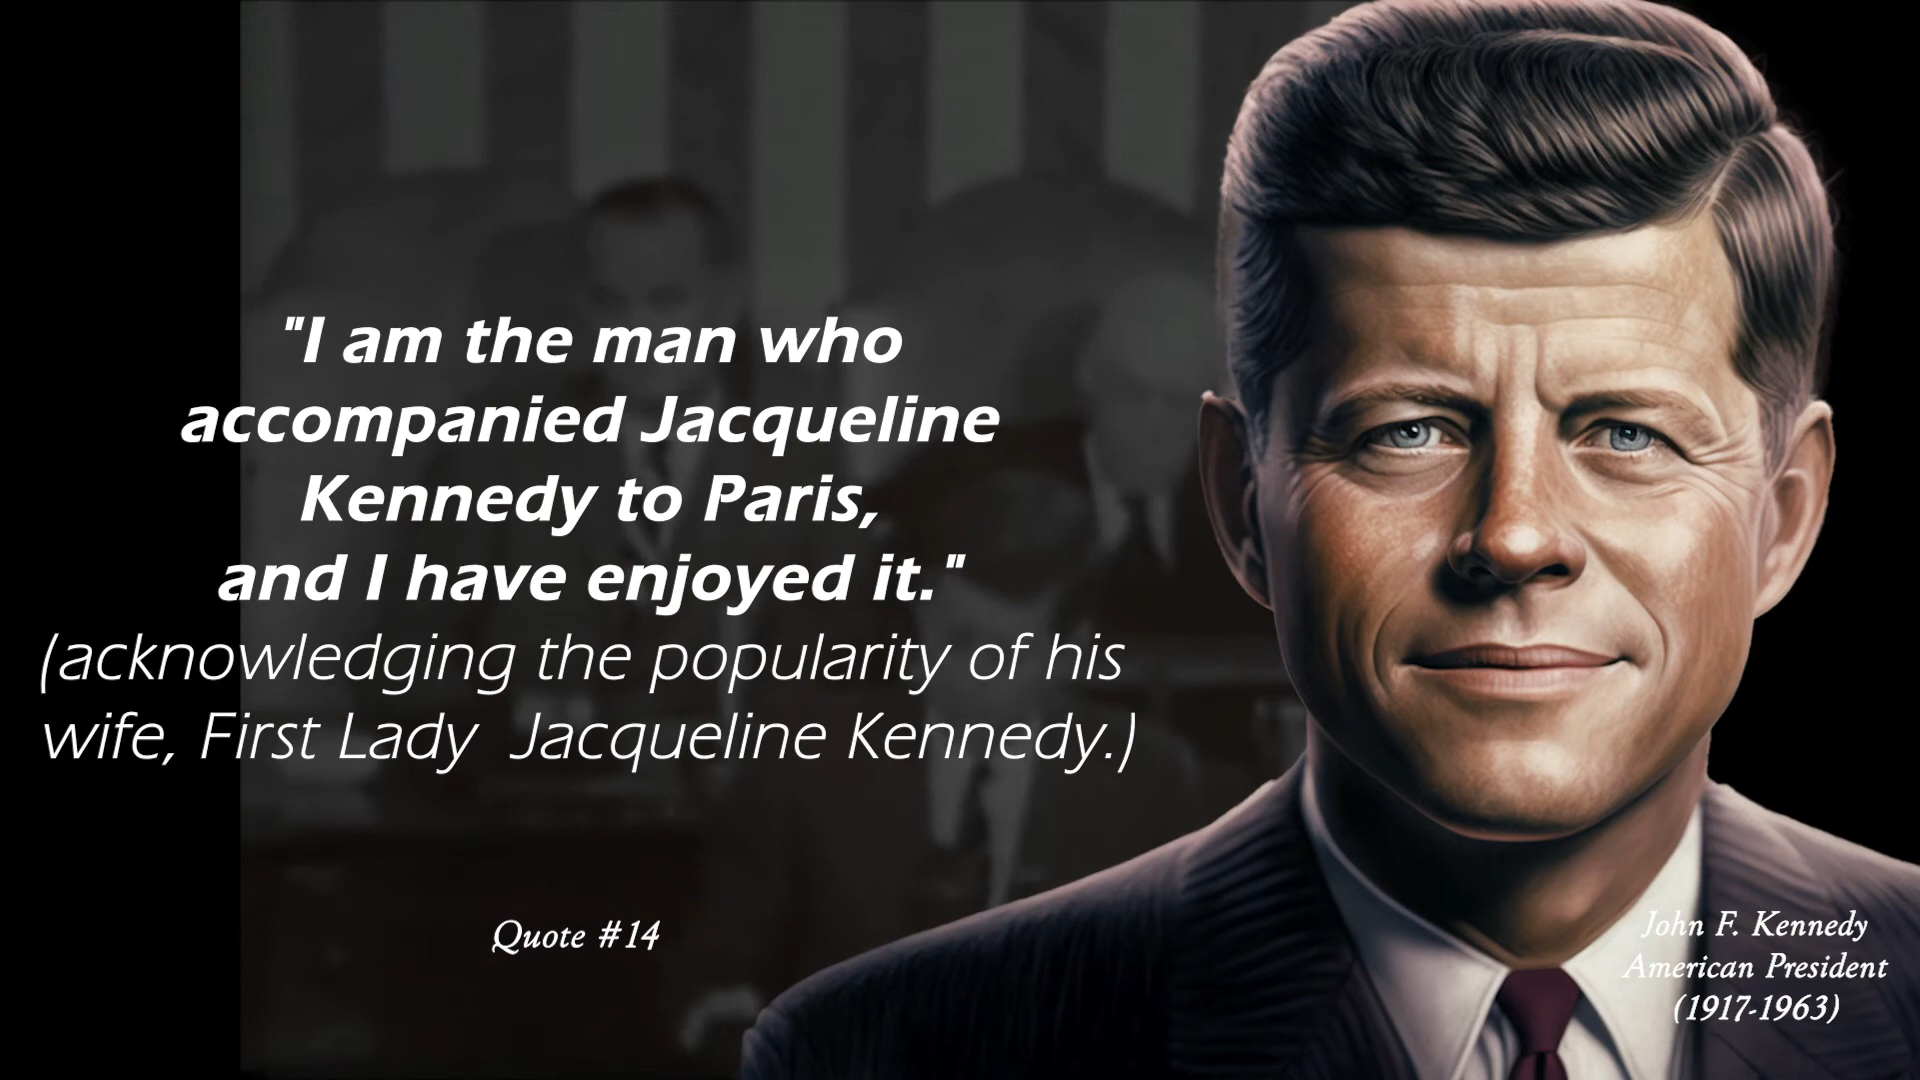 "I am the man who
accompanied Jacqueline
Kennedy to Paris,
and I have enjoyed it."
(acknowledging the popularity of his
wife, First Lady  Jacqueline Kennedy.)
Quote #14
John F. Kennedy
American President
(1917-1963)